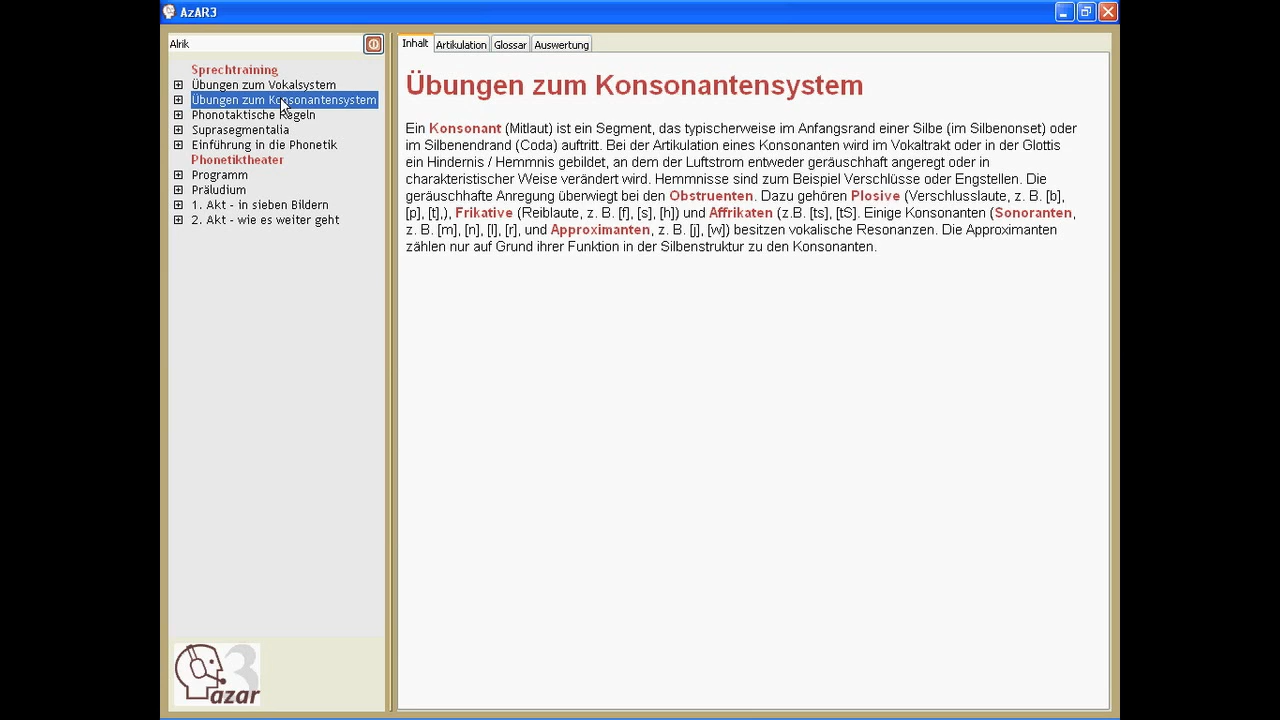 AzAR3
Alrik
Sprechtraining
Übungen zum Vokalsystem
Übungen zum Konsonantensystem
Phonotaktische Regeln
Suprasegmentalia
Einführung in die Phonetik
Phonetiktheater
Programm
Präludium
1. Akt - in sieben Bildern
2. Akt - wie es weiter geht
3
azar
Inhalt Artikulation Glossar Auswertung
Übungen zum Konsonantensystem
Ein Konsonant (Mitlaut) ist ein Segment, das typischerweise im Anfangsrand einer Silbe (im Silbenonset) oder
im Silbenendrand (Coda) auftritt. Bei der Artikulation eines Konsonanten wird im Vokaltrakt oder in der Glottis
ein Hindernis / Hemmnis gebildet, an dem der Luftstrom entweder geräuschhaft angeregt oder in
charakteristischer Weise verändert wird. Hemmnisse sind zum Beispiel Verschlüsse oder Engstellen. Die
geräuschhafte Anregung überwiegt bei den Obstruenten. Dazu gehören Plosive (Verschlusslaute, z. B. [b],
[p], [t],), Frikative (Reiblaute, z. B. [f], [s], [h]) und Affrikaten (z.B. [ts], [tS]. Einige Konsonanten (Sonoranten,
z. B. [m], [n], [l], [r], und Approximanten, z. B. [j], [w]) besitzen vokalische Resonanzen. Die Approximanten
zählen nur auf Grund ihrer Funktion in der Silbenstruktur zu den Konsonanten.